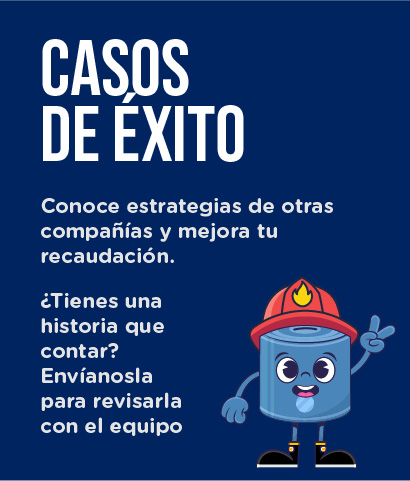 CASOS
DE ÉXITO
Conoce estrategias de otras
compañías y mejora tu
recaudación.
¿Tienes una
historia que
contar?
Envíanosla
para revisarla
con el equipo